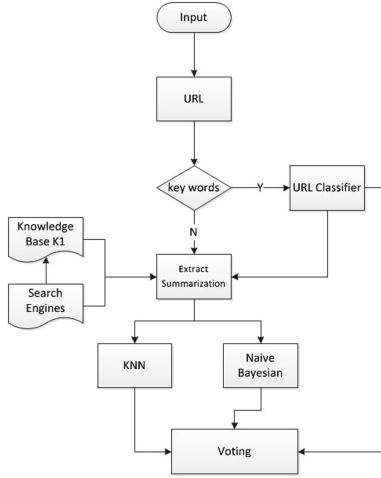 Input
URL
key words
Y
URL Classifier
N
Knowledge
Base K1
Extract
Summarization
Search
Engines
KNN
Naive
Bayesian
Voting